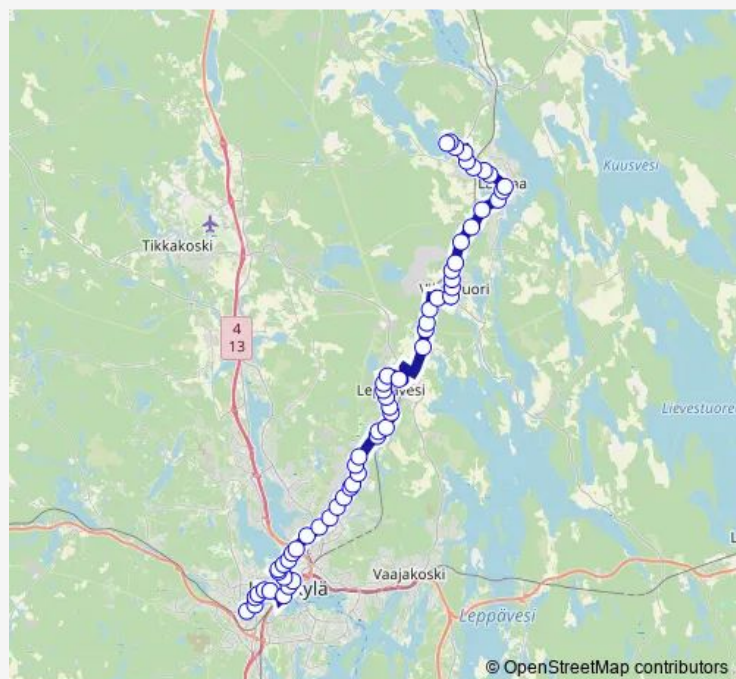 Kuusvesi
Tikkakoski
4
13
Lievestuore
Vaajakoski
Leppävesi
© OpenStreetMap contributors